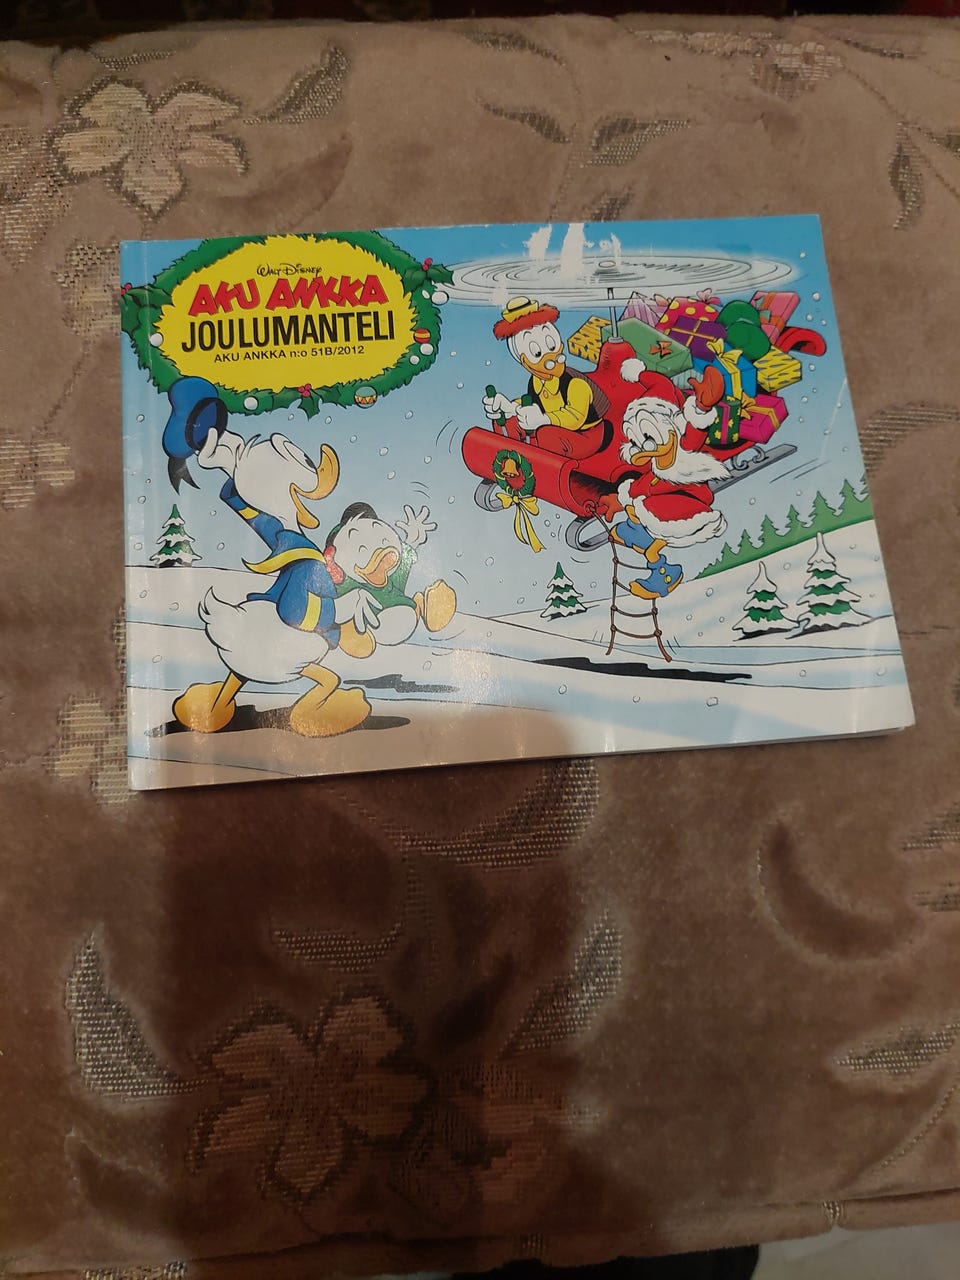 WALT DISNEY
AKU ANKKA
JOULUMANTELI
AKU ANKKA n:o 51B/2012